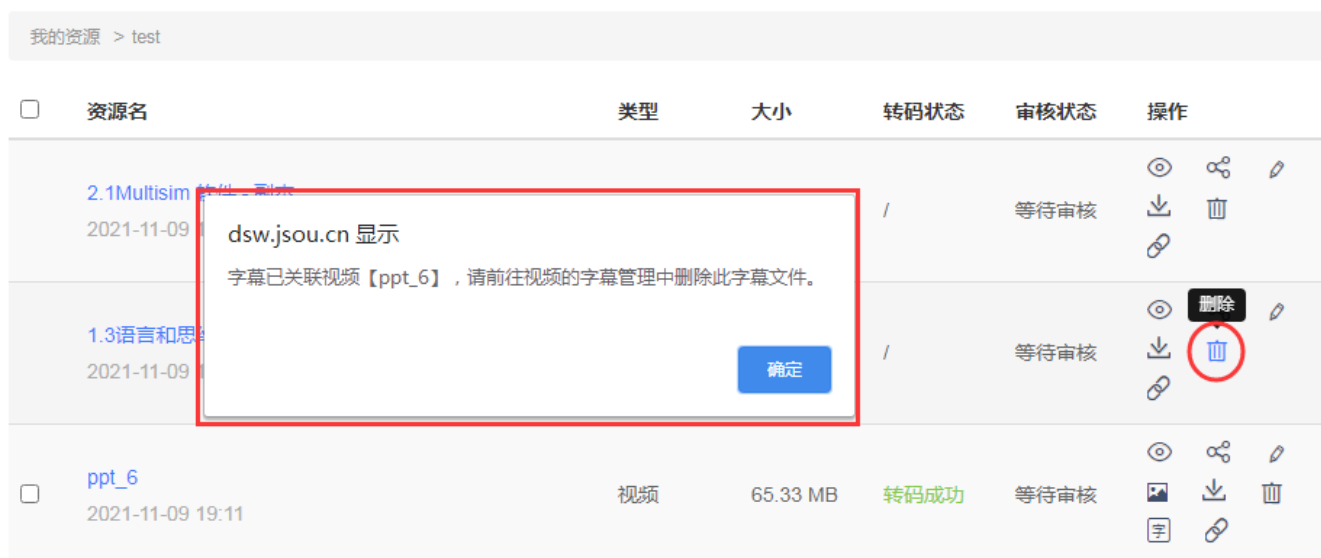 我的资源 > test
资源名 类型 大小 转码状态 审核状态 操作
2.1Multisim
2021-11-09
/ 等待审核
dsw.jsou.cn 显示
字幕已关联视频【ppt_6】，请前往视频的字幕管理中删除此字幕文件。
确定
删除
1.3语言和思
2021-11-09
/ 等待审核
ppt_6
2021-11-09 19:11
视频 65.33 MB 转码成功 等待审核
字